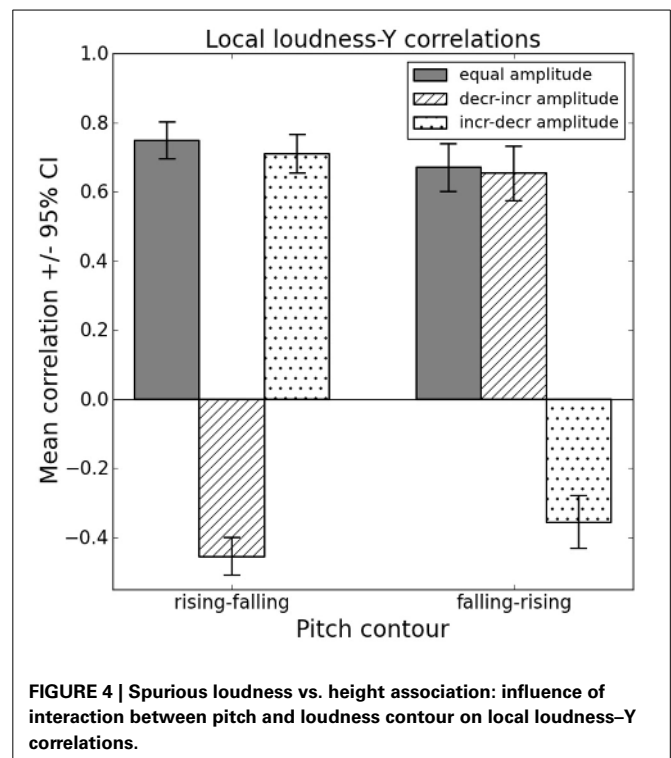 Local loudness-Y correlations
equal amplitude
decr-incr amplitude
incr-decr amplitude
Mean correlation +/- 95% CI
1.0
0.8
0.6
0.4
0.2
0.0
−0.2
−0.4
rising-falling
falling-rising
Pitch contour
FIGURE 4 | Spurious loudness vs. height association: influence of
interaction between pitch and loudness contour on local loudness–Y
correlations.